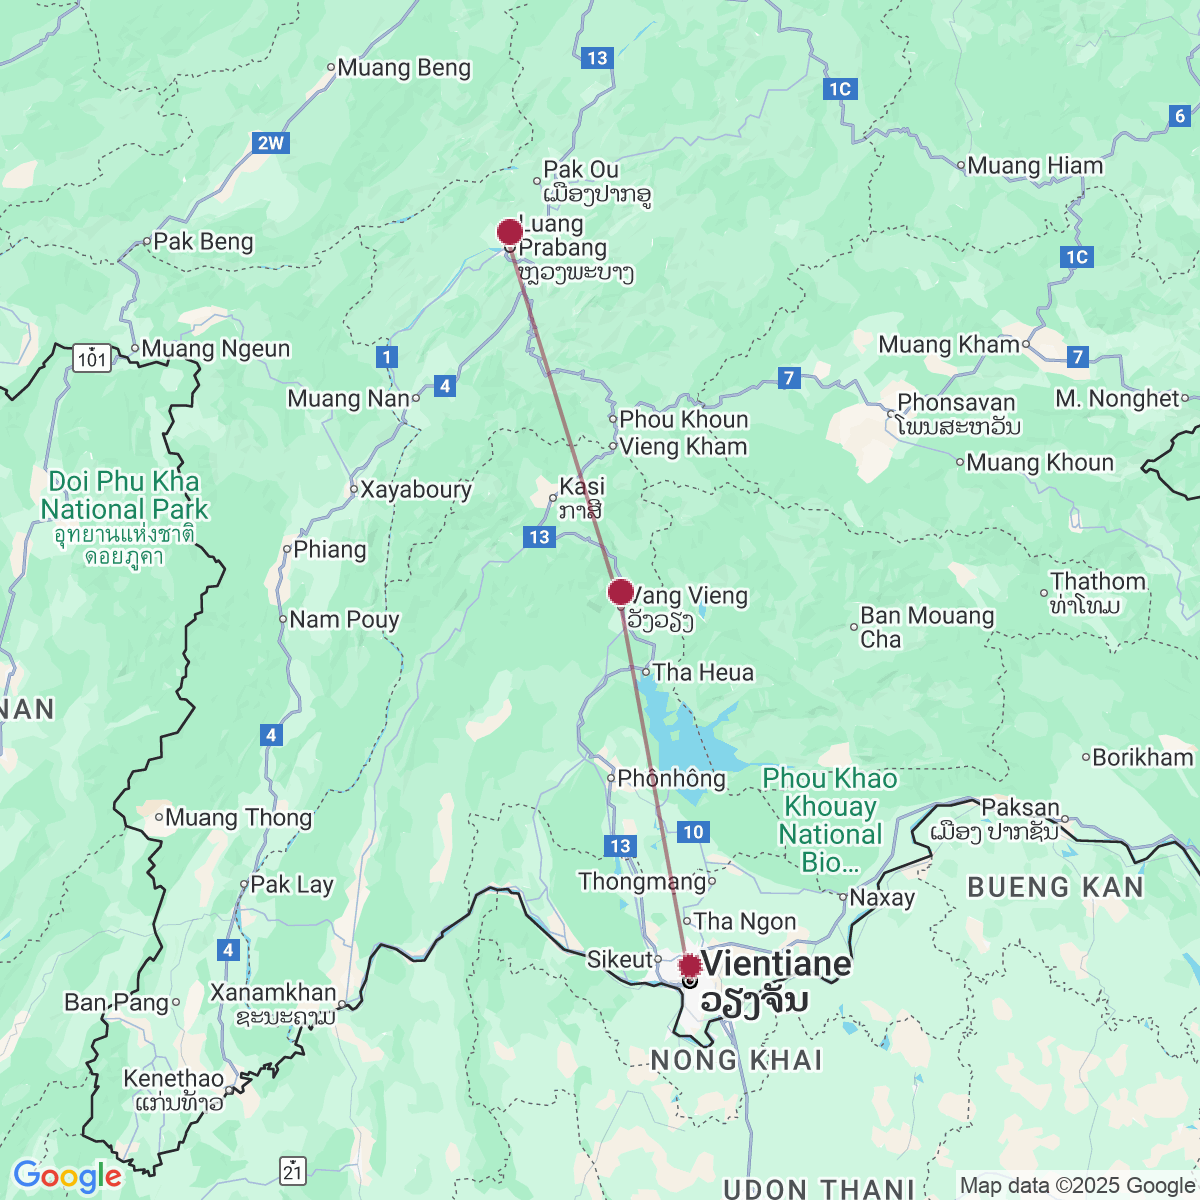 13
Muang Beng
1C
6
2W
Muang Hiam
Pak Ou
ເມືອງປາກອູ
Luang
Prabang
ຫຼວງພະບາງ
Pak Beng
1C
101
Muang Ngeun
1
Muang Kham
7
4
7
Muang Nan
Phonsavan
ໂພນສະຫວັນ
M. Nonghet
Phou Khoun
Vieng Kham
Muang Khoun
Doi Phu Kha
National Park
อุทยานแห่งชาติ
ดอยภูคา
Xayaboury
Kasi
ກາສີ
13
Phiang
Vang Vieng
ວັງວຽງ
Thathom
ທ່າໂທມ
Nam Pouy
Ban Mouang
Cha
Tha Heua
NAN
4
Borikham
Phônhông
Phou Khao
Khouay
National
Bio...
Paksan
ເມືອງ ປາກຊັນ
Muang Thong
10
13
Pak Lay
Thongmang
Naxay
BUENG KAN
Tha Ngon
4
Sikeut
Vientiane
ວຽງຈັນ
Ban Pang
Xanamkhan
ຊະນະຄາມ
NONG KHAI
Kenethao
ແກ່ນທ້າວ
21
Google
UDON THANI
Map data ©2025 Google